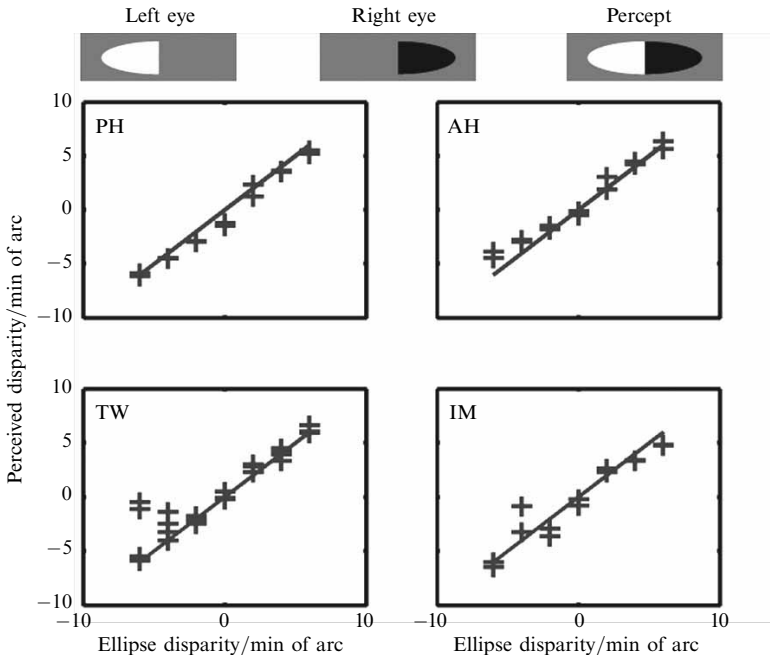 Left eye Right eye Percept
10
PH AH
5
0
−5
−10
Perceived disparity/min of arc
10
TW IM
5
0
−5
−10
−10 0 10 0 10
Ellipse disparity/min of arc Ellipse disparity/min of arc